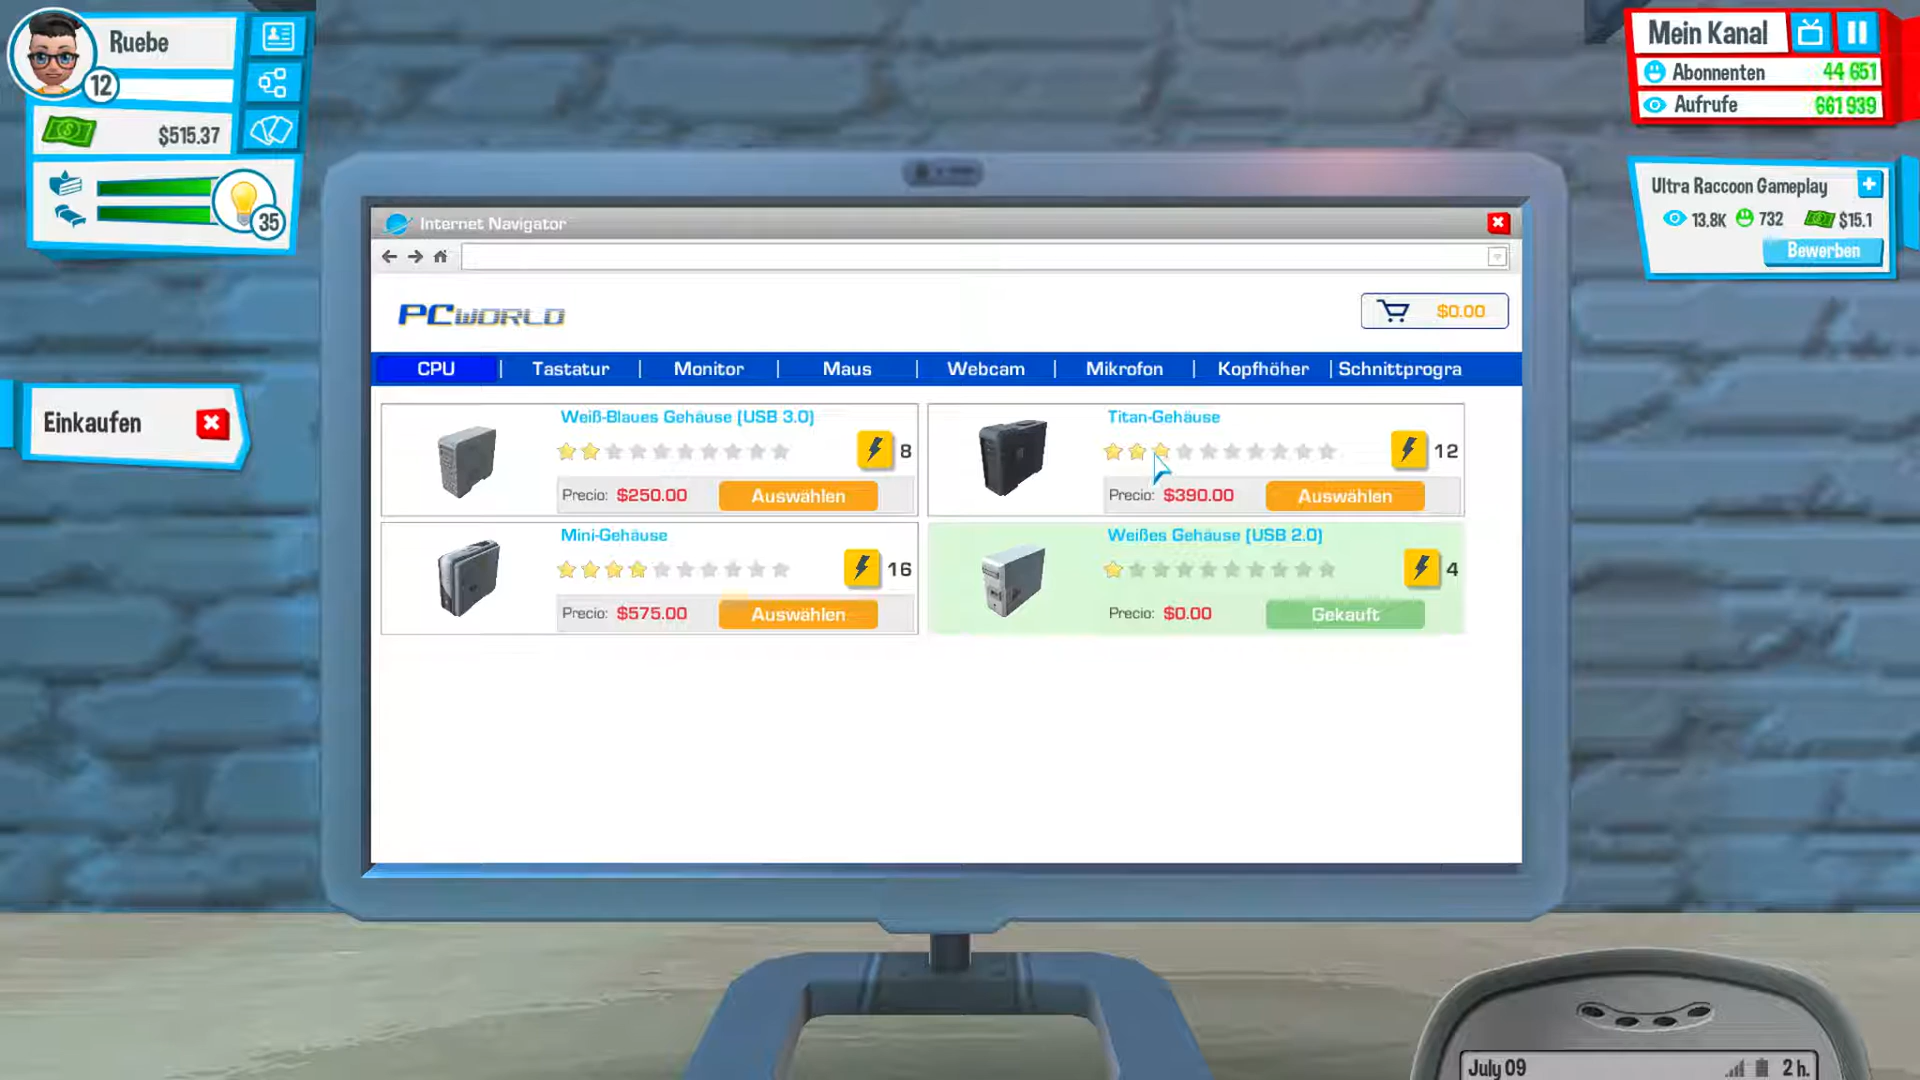 Ruebe
12
$515.37
35
Mein Kanal
Abonnenten 44 651
Aufrufe 661 939
Ultra Raccoon Gameplay
13.8K 732 $15.1
Bewerben
Einkaufen
Internet Navigator
PCWORLD
$0.00
CPU | Tastatur | Monitor | Maus | Webcam | Mikrofon | Kopfhöher | Schnittprogra
Weiß-Blaues Gehäuse (USB 3.0)
8
Precio: $250.00 Auswählen
Titan-Gehäuse
12
Precio: $390.00 Auswählen
Mini-Gehäuse
16
Precio: $575.00 Auswählen
Weißes Gehäuse (USB 2.0)
4
Precio: $0.00 Gekauft
July 09 2 h.